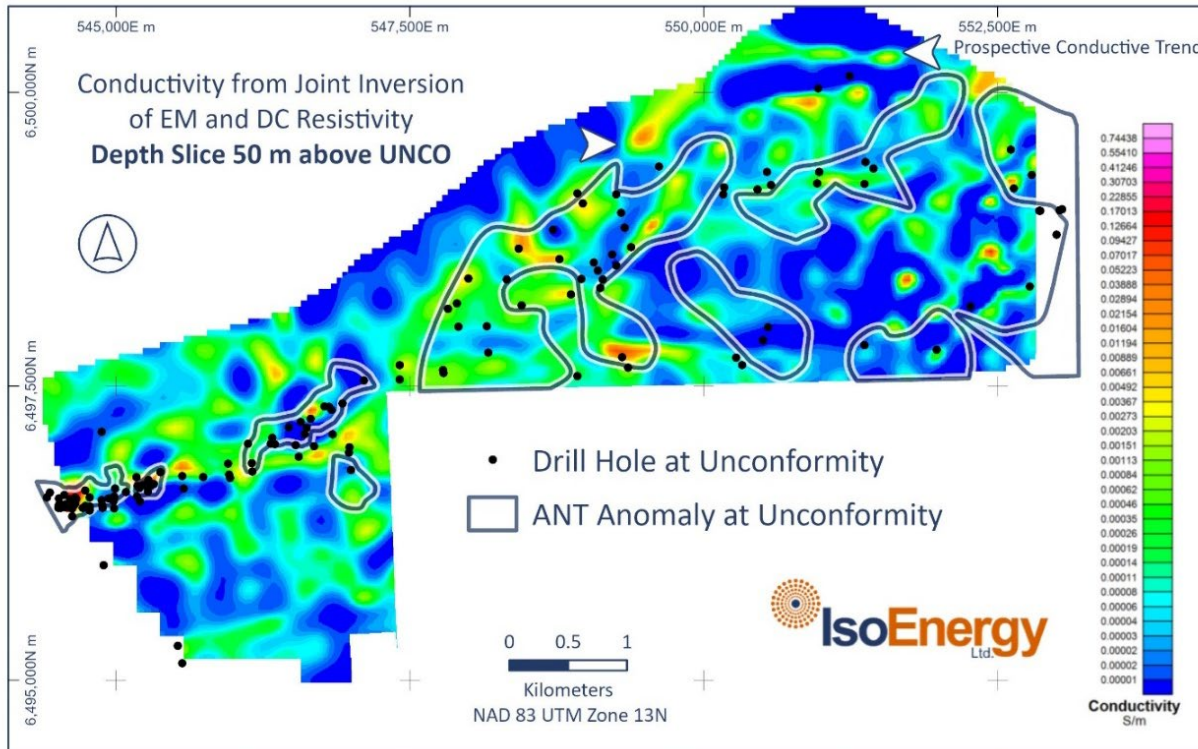 545,000E m
547,500E m
550,000E m
552,500E m
Prospective Conductive Trend
Conductivity from Joint Inversion
of EM and DC Resistivity
Depth Slice 50 m above UNCO
6,500,000N m
6,497,500N m
6,495,000N m
Drill Hole at Unconformity
ANT Anomaly at Unconformity
0 0.5 1
Kilometers
NAD 83 UTM Zone 13N
IsoEnergy
Ltd.
0.74438
0.55410
0.41246
0.30703
0.22855
0.17013
0.12664
0.09427
0.07017
0.05223
0.03888
0.02894
0.02154
0.01604
0.01194
0.00889
0.00661
0.00492
0.00367
0.00273
0.00203
0.00151
0.00113
0.00084
0.00062
0.00046
0.00035
0.00026
0.00019
0.00014
0.00011
0.00008
0.00006
0.00004
0.00003
0.00002
0.00002
0.00001
Conductivity
S/m